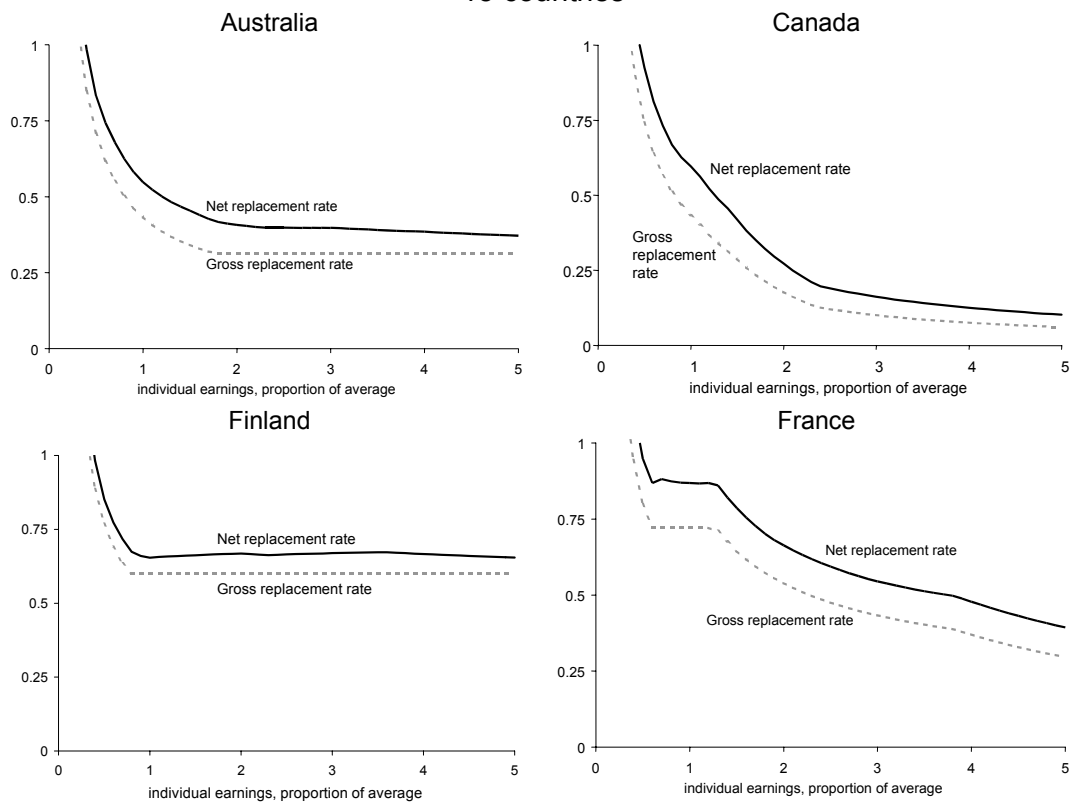 Australia
1
0.75
0.5
0.25
0
Net replacement rate
Gross replacement rate
0 1 2 3 4 5
individual earnings, proportion of average
Canada
1
0.75
0.5
0.25
0
Net replacement rate
Gross
replacement
rate
0 1 2 3 4 5
individual earnings, proportion of average
Finland
1
0.75
0.5
0.25
0
Net replacement rate
Gross replacement rate
0 1 2 3 4 5
individual earnings, proportion of average
France
1
0.75
0.5
0.25
0
Net replacement rate
Gross replacement rate
0 1 2 3 4 5
individual earnings, proportion of average